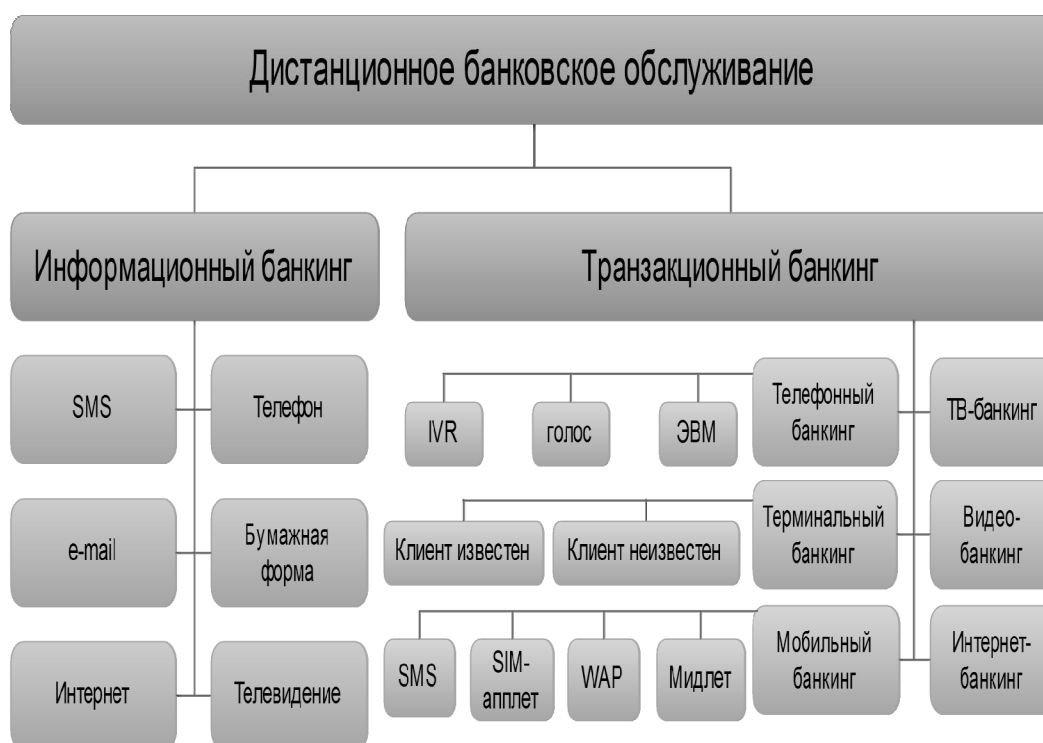 Дистанционное банковское обслуживание
Информационный банкинг
Транзакционный банкинг
SMS
Телефон
e-mail
Бумажная
форма
Интернет
Телевидение
IVR
голос
ЭВМ
Телефонный
банкинг
ТВ-банкинг
Клиент известен
Клиент неизвестен
Терминальный
банкинг
Видео-
банкинг
SMS
SIM-
апплет
WAP
Мидлет
Мобильный
банкинг
Интернет-
банкинг